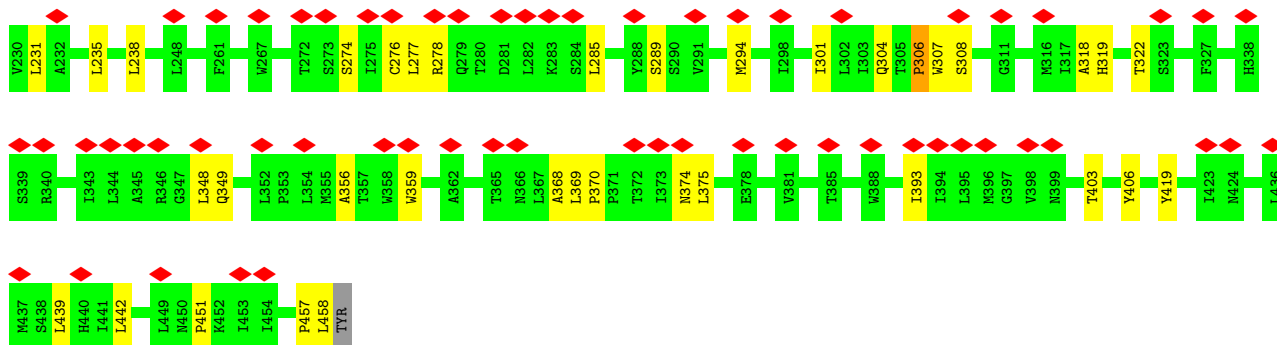 V230 L231 A232 L235 L238 L248 F261 W267 T272 S273 S274 I275 C276 L277 R278 Q279 T280 D281 L282 K283 S284 L285 Y288 S289 S290 V291 M294 I298 I301 L302 I303 Q304 T305 P306 W307 S308 G311 M316 I317 A318 H319 T322 S323 F327 H338
S339 R340 I343 L344 A345 R346 G347 L348 Q349 L352 P353 L354 M355 A356 T357 W358 W359 A362 T365 N366 L367 A368 L369 P370 P371 T372 I373 N374 L375 E378 V381 T385 W388 I393 I394 L395 M396 G397 V398 N399 T403 Y406 Y419 I423 N424 L436
M437 S438 L439 H440 I441 L442 L449 N450 P451 K452 I453 I454 P457 L458 TYR